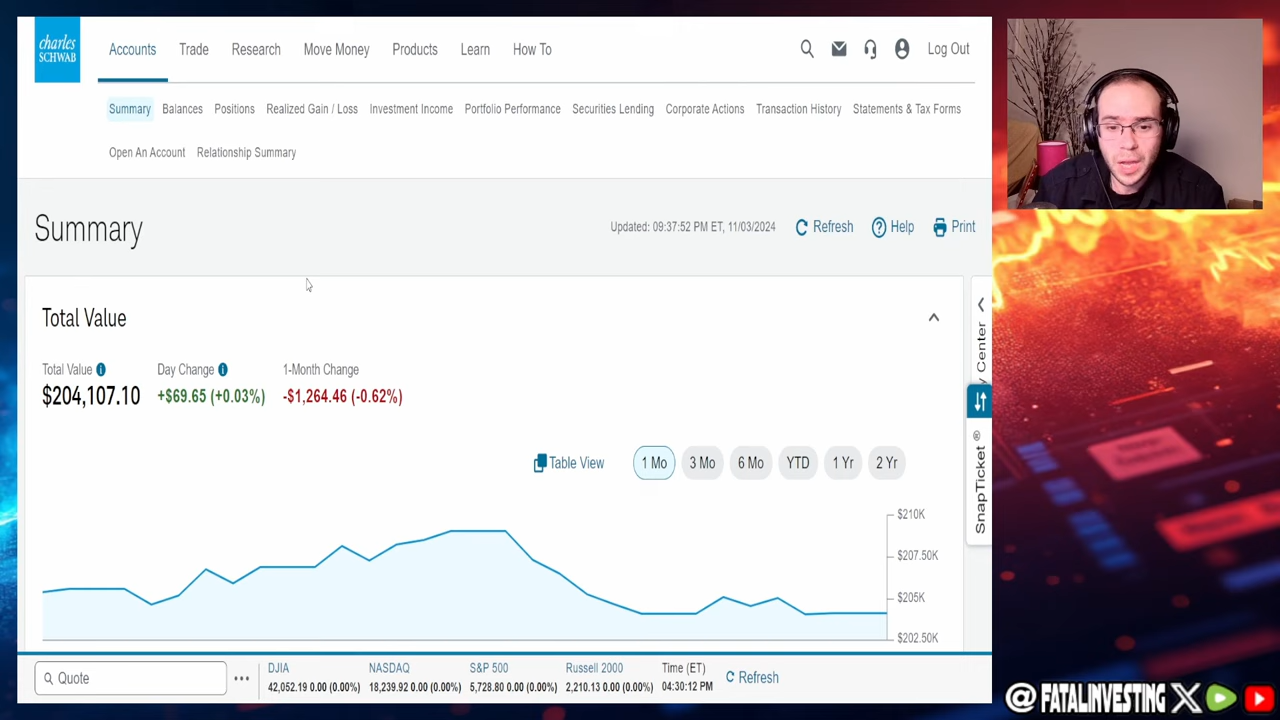 charles
SCHWAB
Accounts Trade Research Move Money Products Learn How To Log Out
Summary Balances Positions Realized Gain / Loss Investment Income Portfolio Performance Securities Lending Corporate Actions Transaction History Statements & Tax Forms
Open An Account Relationship Summary
Summary
Updated: 09:37:52 PM ET, 11/03/2024 Refresh Help Print
Total Value
Total Value Day Change 1-Month Change
$204,107.10 +$69.65 (+0.03%) -$1,264.46 (-0.62%)
Table View 1 Mo 3 Mo 6 Mo YTD 1 Yr 2 Yr
$210K
$207.50K
$205K
$202.50K
y Center
SnapTicket®
Quote
DJIA NASDAQ S&P 500 Russell 2000 Time (ET)
42,052.19 0.00 (0.00%) 18,239.92 0.00 (0.00%) 5,728.80 0.00 (0.00%) 2,210.13 0.00 (0.00%) 04:30:12 PM
Refresh
@FATALINVESTING